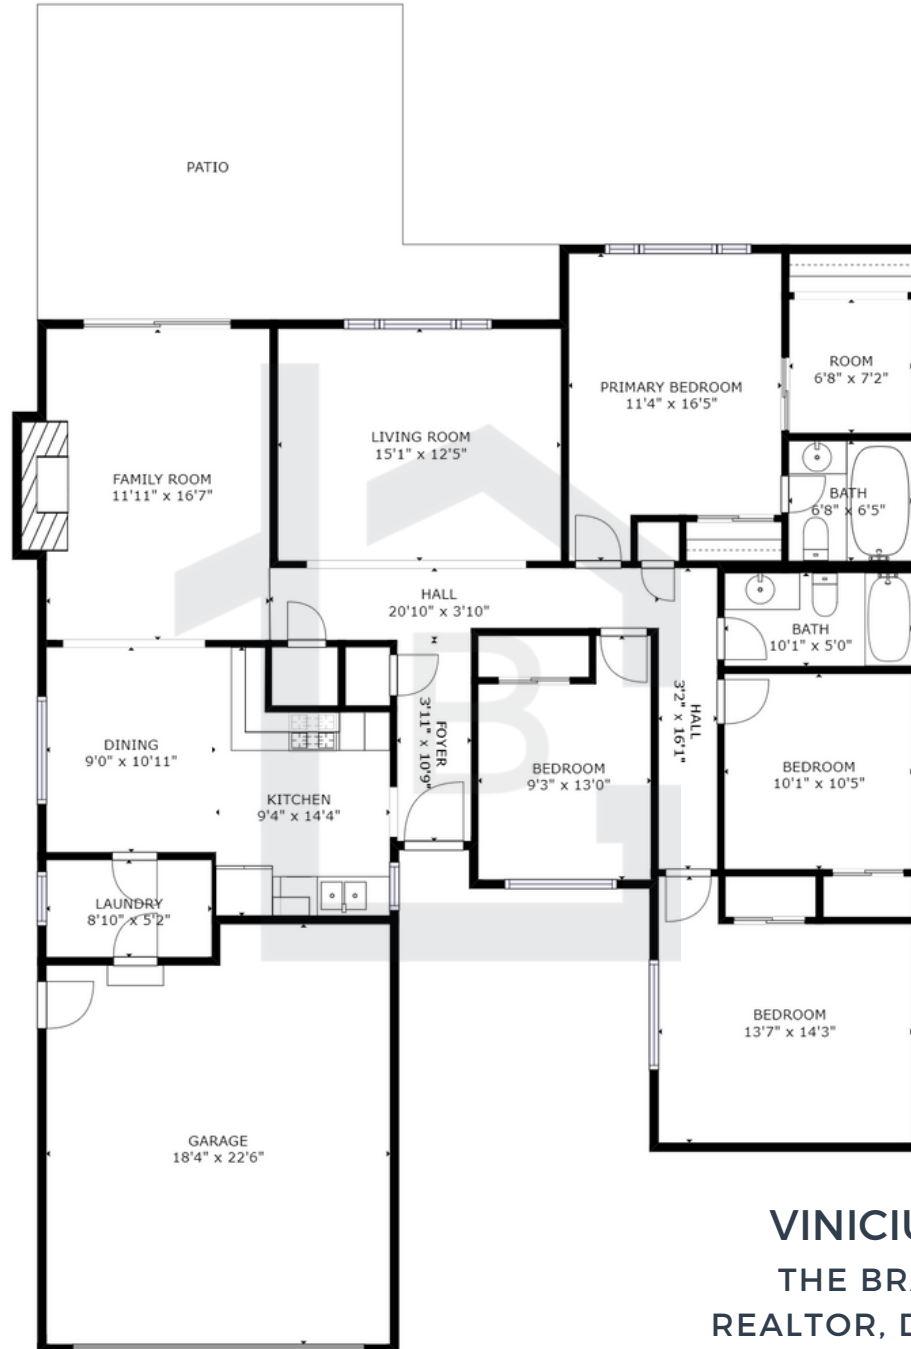 PATIO
ROOM
6'8" x 7'2"
PRIMARY BEDROOM
11'4" x 16'5"
LIVING ROOM
15'1" x 12'5"
FAMILY ROOM
11'11" x 16'7"
BATH
6'8" x 6'5"
HALL
20'10" x 3'10"
BATH
10'1" x 5'0"
HALL
3'2" x 16'1"
FOYER
3'11" x 10'9"
B
DINING
9'0" x 10'11"
BEDROOM
9'3" x 13'0"
BEDROOM
10'1" x 10'5"
KITCHEN
9'4" x 14'4"
LAUNDRY
8'10" x 5'2"
BEDROOM
13'7" x 14'3"
GARAGE
18'4" x 22'6"
THE
REALTOR,